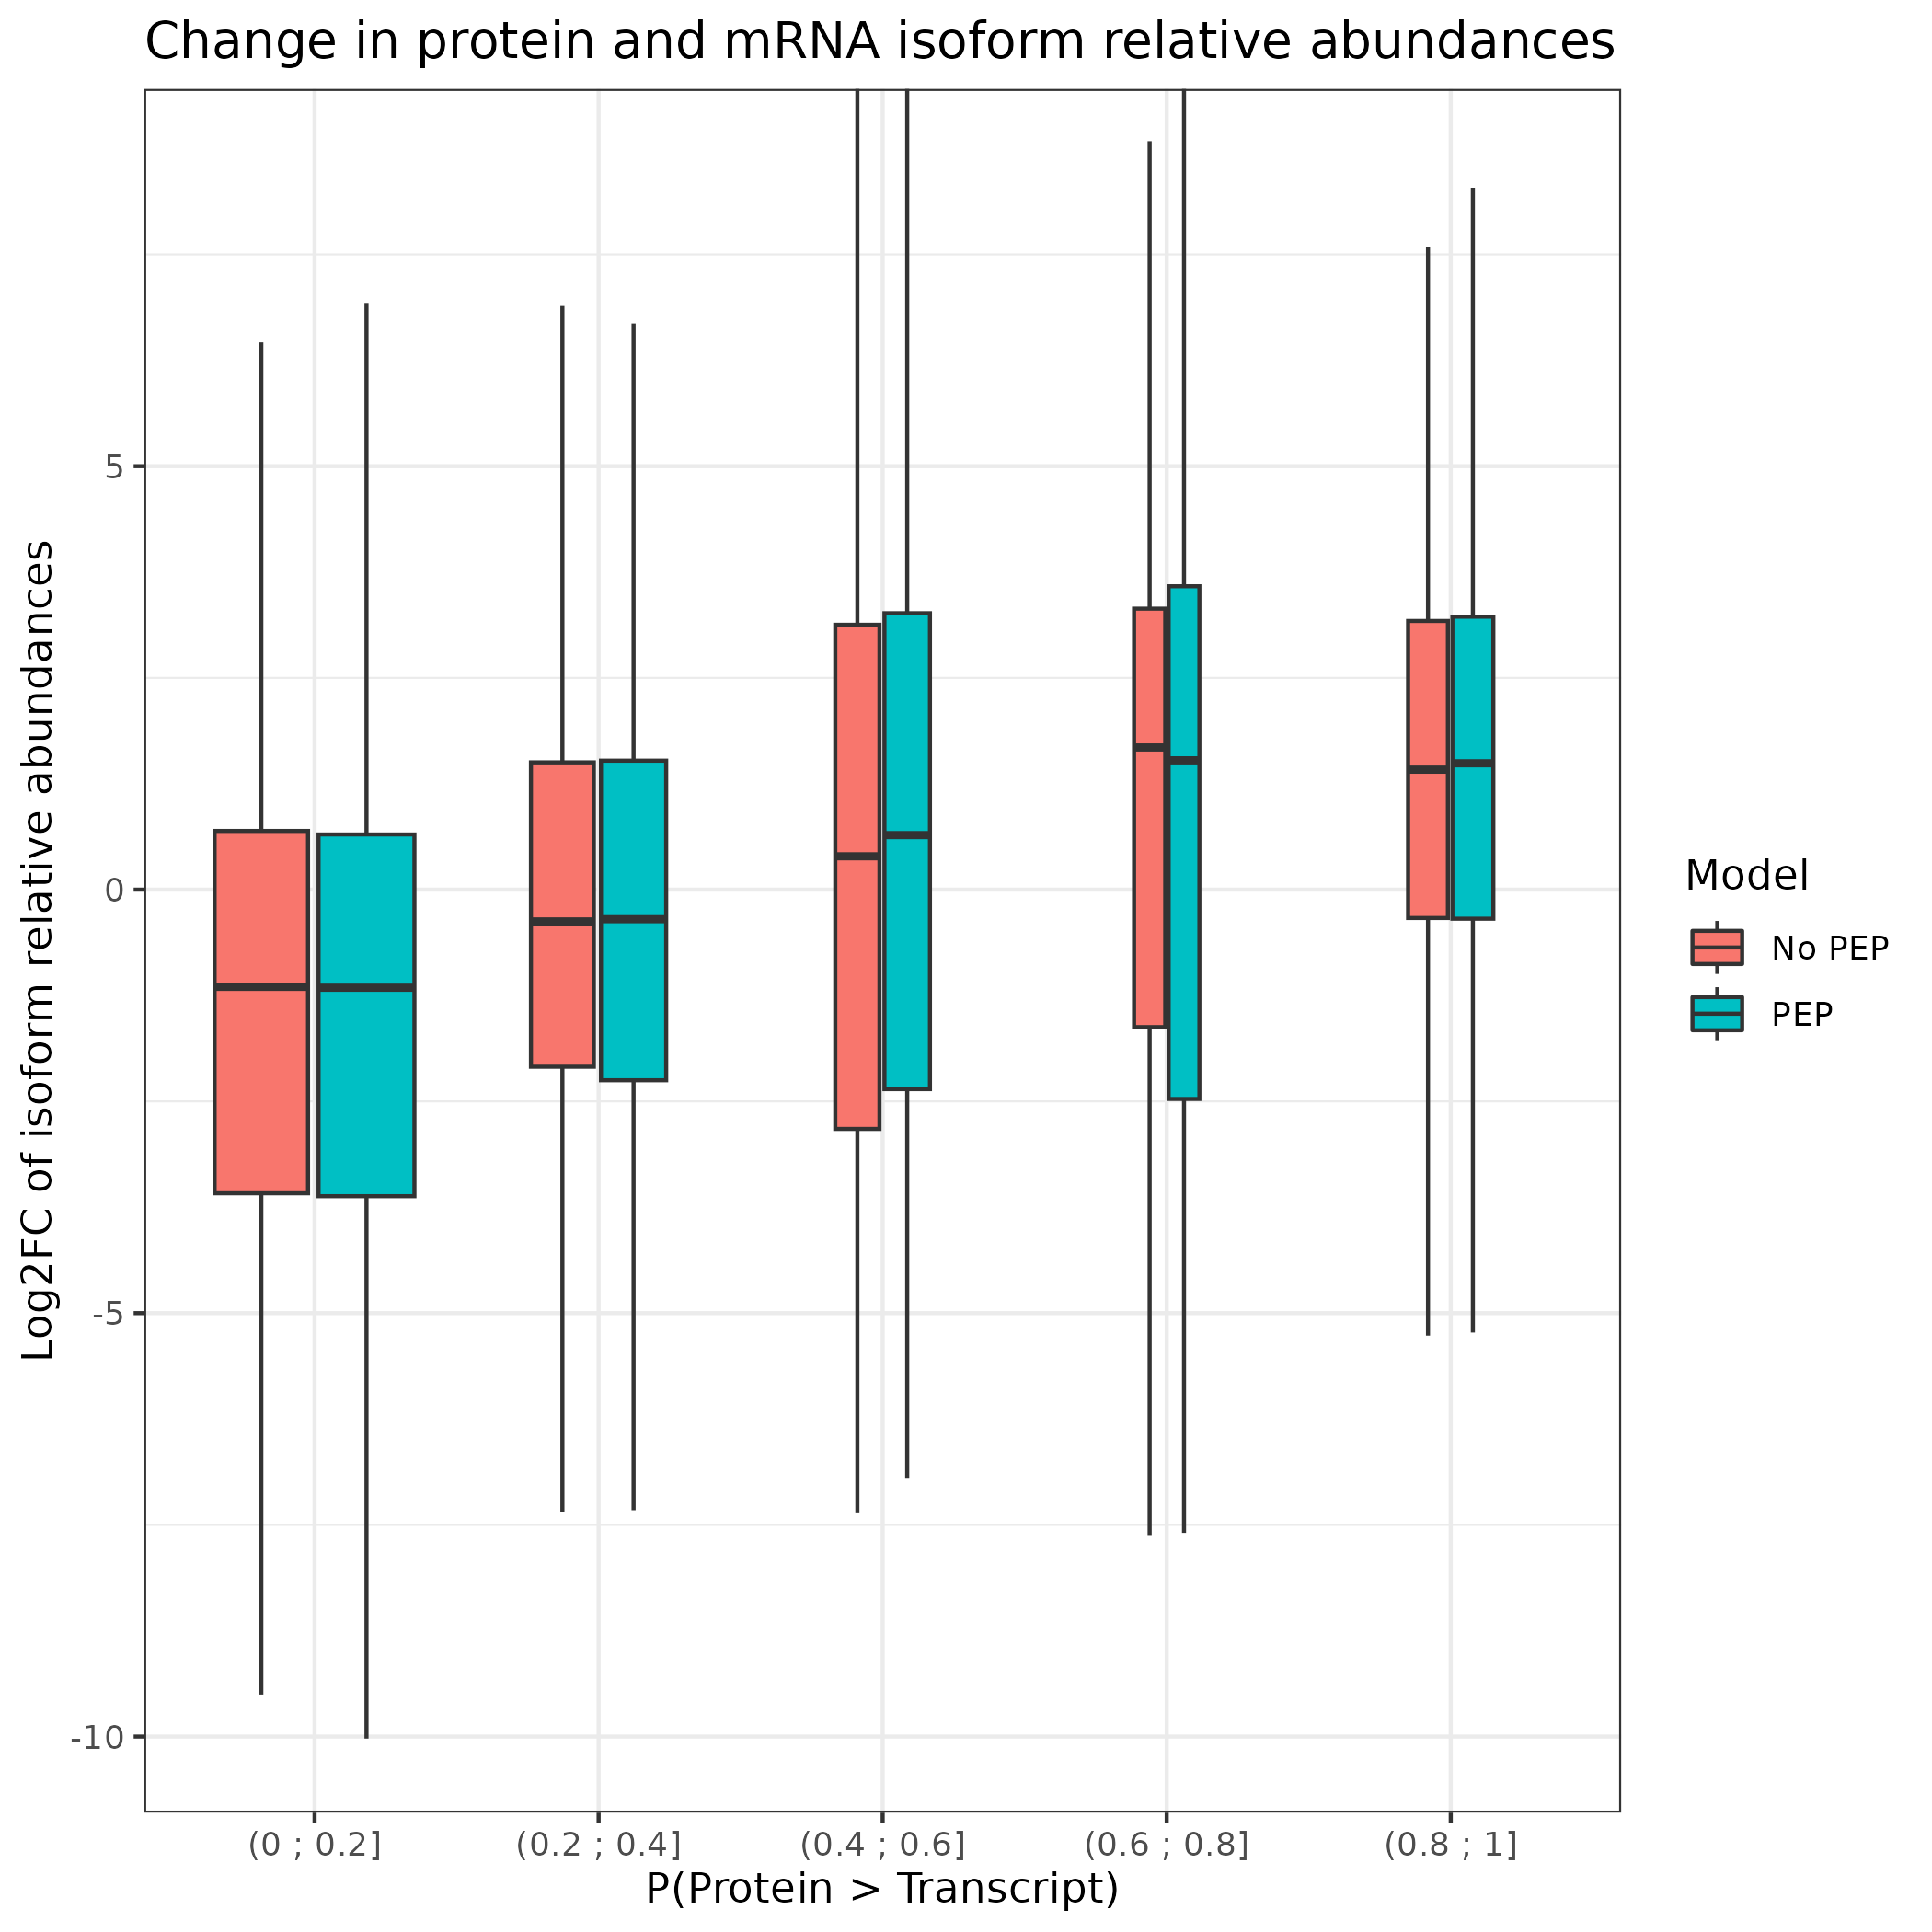 Change in protein and mRNA isoform relative abundances
Log2FC of isoform relative abundances
5
0
-5
-10
(0 ; 0.2]
(0.2 ; 0.4]
(0.4 ; 0.6]
(0.6 ; 0.8]
(0.8 ; 1]
P(Protein > Transcript)
Model
No PEP
PEP